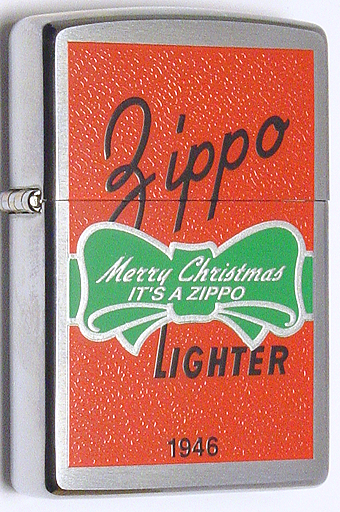 Zippo
Merry Christmas
IT'S A ZIPPO
LIGHTER
1946